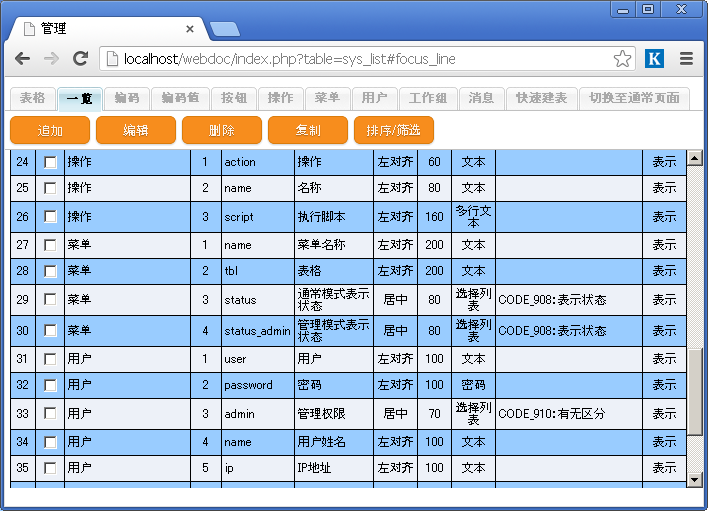 管理
localhost/webdoc/index.php?table=sys_list#focus_line
K
表格 一览 编码 编码值 按钮 操作 菜单 用户 工作组 消息 快速建表 切换至通常页面
追加 编辑 删除 复制 排序/筛选
24 操作 1 action 操作 左对齐 60 文本 表示
25 操作 2 name 名称 左对齐 80 文本 表示
26 操作 3 script 执行脚本 左对齐 160 多行文本 表示
27 菜单 1 name 菜单名称 左对齐 200 文本 表示
28 菜单 2 tbl 表格 左对齐 200 文本 表示
29 菜单 3 status 通常模式表示状态 居中 80 选择列表 CODE_908:表示状态 表示
30 菜单 4 status_admin 管理模式表示状态 居中 80 选择列表 CODE_908:表示状态 表示
31 用户 1 user 用户 左对齐 100 文本 表示
32 用户 2 password 密码 左对齐 100 密码 表示
33 用户 3 admin 管理权限 居中 70 选择列表 CODE_910:有无区分 表示
34 用户 4 name 用户姓名 左对齐 100 文本 表示
35 用户 5 ip IP地址 左对齐 100 文本 表示